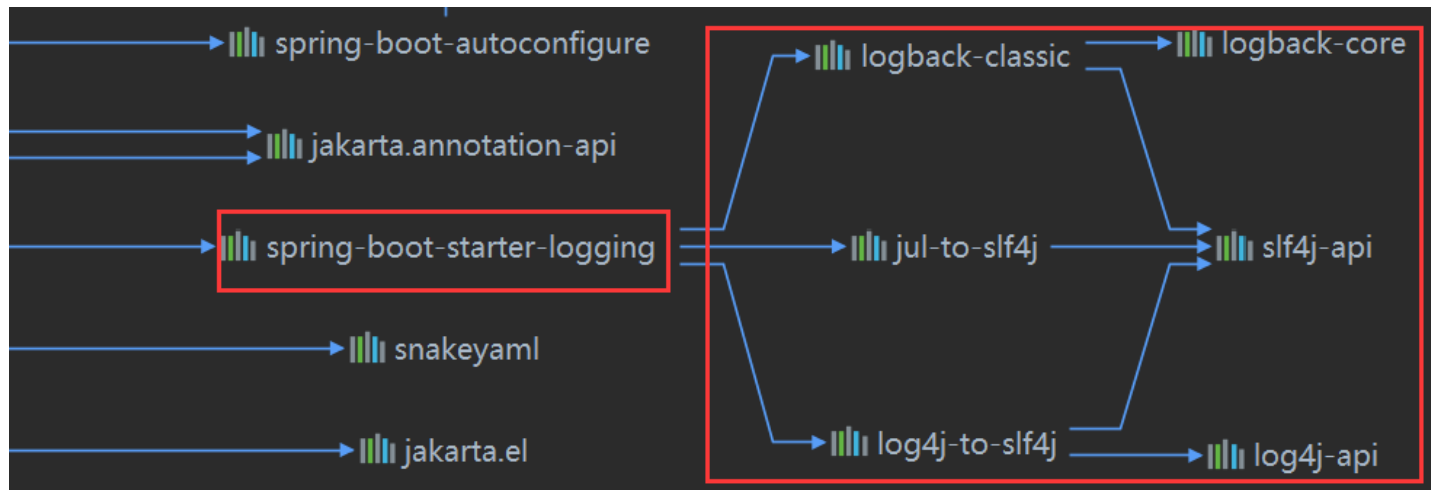 spring-boot-autoconfigure
logback-classic
logback-core
jakarta.annotation-api
spring-boot-starter-logging
jul-to-slf4j
slf4j-api
snakeyaml
jakarta.el
log4j-to-slf4j
log4j-api